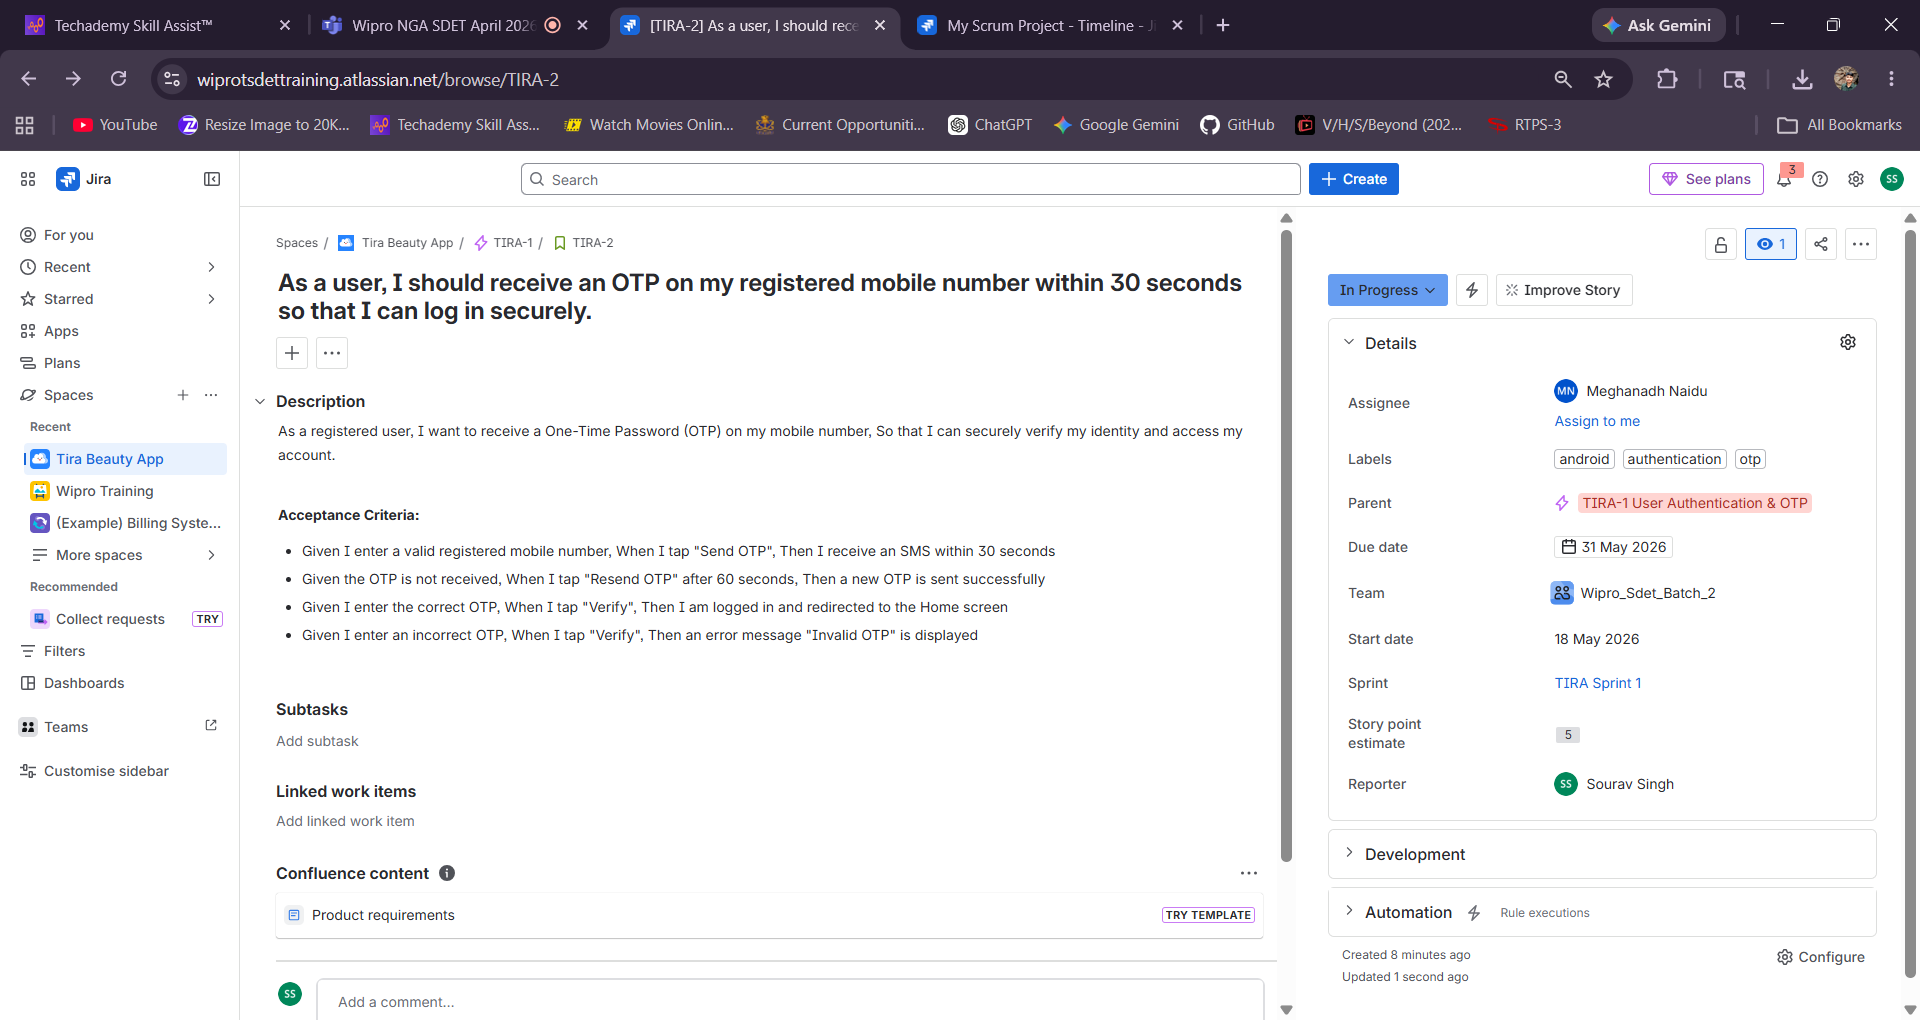 Techademy Skill Assist™
Wipro NGA SDET April 2026
[TIRA-2] As a user, I should rece
My Scrum Project - Timeline - J
Ask Gemini
wiprotsdettraining.atlassian.net/browse/TIRA-2
YouTube
Resize Image to 20K...
Techademy Skill Ass...
Watch Movies Onlin...
Current Opportuniti...
ChatGPT
Google Gemini
GitHub
V/H/S/Beyond (202...
RTPS-3
All Bookmarks
Jira
Search
Create
See plans
3
SS
For you
Recent
Starred
Apps
Plans
Spaces
Recent
Tira Beauty App
Wipro Training
(Example) Billing Syste...
More spaces
Recommended
Collect requests
TRY
Filters
Dashboards
Teams
Customise sidebar
Spaces / Tira Beauty App / TIRA-1 / TIRA-2
As a user, I should receive an OTP on my registered mobile number within 30 seconds
so that I can log in securely.
Description
As a registered user, I want to receive a One-Time Password (OTP) on my mobile number, So that I can securely verify my identity and access my
account.
Acceptance Criteria:
• Given I enter a valid registered mobile number, When I tap "Send OTP", Then I receive an SMS within 30 seconds
• Given the OTP is not received, When I tap "Resend OTP" after 60 seconds, Then a new OTP is sent successfully
• Given I enter the correct OTP, When I tap "Verify", Then I am logged in and redirected to the Home screen
• Given I enter an incorrect OTP, When I tap "Verify", Then an error message "Invalid OTP" is displayed
Subtasks
Add subtask
Linked work items
Add linked work item
Confluence content
Product requirements
TRY TEMPLATE
SS
Add a comment...
1
In Progress
Improve Story
Details
Assignee
MN Meghanadh Naidu
Assign to me
Labels
android authentication otp
Parent
TIRA-1 User Authentication & OTP
Due date
31 May 2026
Team
Wipro_Sdet_Batch_2
Start date
18 May 2026
Sprint
TIRA Sprint 1
Story point
estimate
5
Reporter
SS Sourav Singh
Development
Automation
Rule executions
Created 8 minutes ago
Updated 1 second ago
Configure